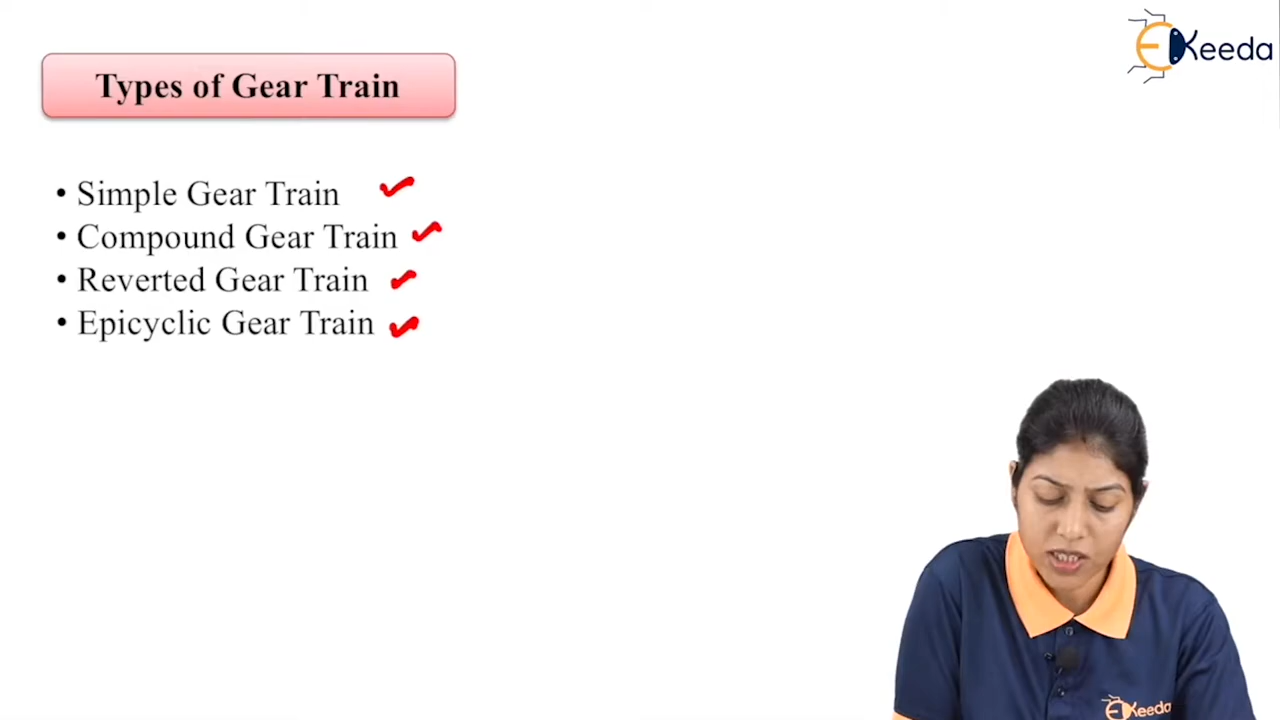 EKeeda
Types of Gear Train
• Simple Gear Train
• Compound Gear Train
• Reverted Gear Train
• Epicyclic Gear Train
EKeeda